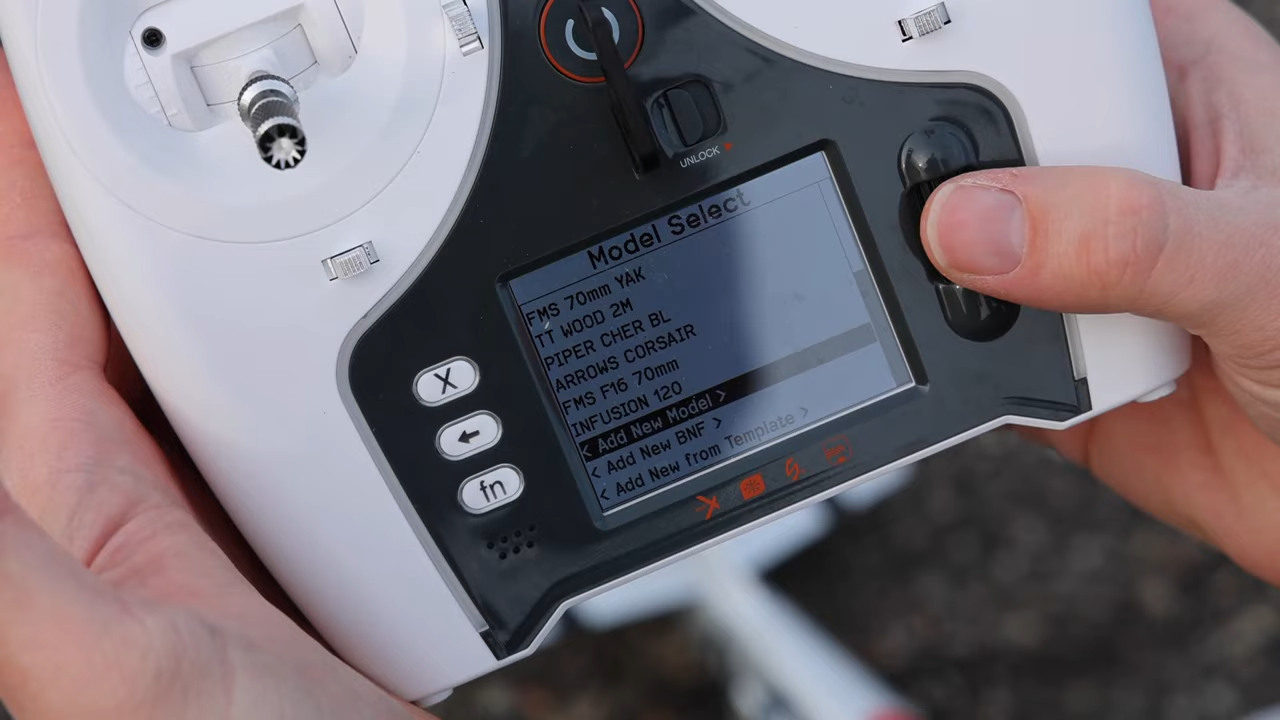 UNLOCK
Model Select
FMS 70mm YAK
TT WOOD 2M
PIPER CHER BL
ARROWS CORSAIR
FMS F16 70mm
INFUSION 120
< Add New Model >
< Add New BNF >
< Add New from Template >
X
fn